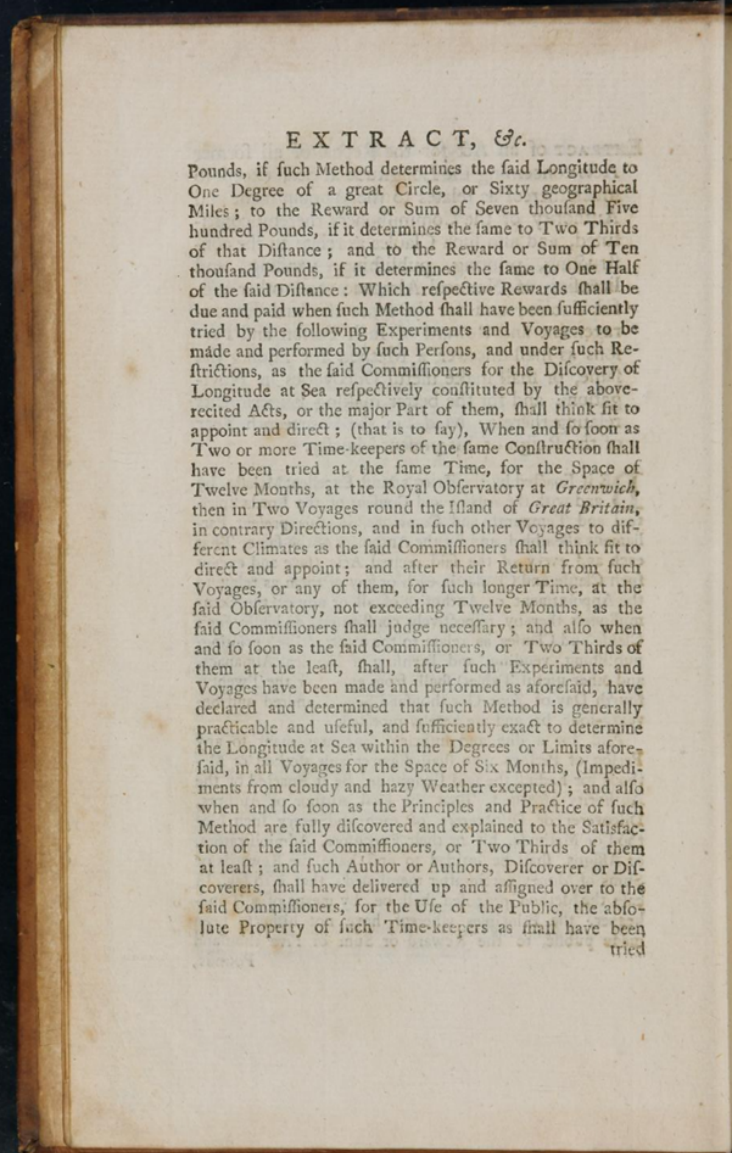 EXTRACT, &c.
Pounds, if ſuch Method determines the ſaid Longitude to
One Degree of a great Circle, or Sixty geographical
Miles; to the Reward or Sum of Seven thouſand Five
hundred Pounds, if it determines the ſame to Two Thirds
of that Diſtance; and to the Reward or Sum of Ten
thouſand Pounds, if it determines the ſame to One Half
of the ſaid Diſtance: Which reſpective Rewards ſhall be
due and paid when ſuch Method ſhall have been ſufficiently
tried by the following Experiments and Voyages to be
made and performed by ſuch Perſons, and under ſuch Re-
ſtrictions, as the ſaid Commiſſioners for the Diſcovery of
Longitude at Sea reſpectively conſtituted by the above-
recited Acts, or the major Part of them, ſhall think fit to
appoint and direct; (that is to ſay), When and ſo ſoon as
Two or more Time-keepers of the ſame Conſtruction ſhall
have been tried at the ſame Time, for the Space of
Twelve Months, at the Royal Obſervatory at Greenwich,
then in Two Voyages round the Iſland of Great Britain,
in contrary Directions, and in ſuch other Voyages to dif-
ferent Climates as the ſaid Commiſſioners ſhall think fit to
direct and appoint; and after their Return from ſuch
Voyages, or any of them, for ſuch longer Time, at the
ſaid Obſervatory, not exceeding Twelve Months, as the
ſaid Commiſſioners ſhall judge neceſſary; and alſo when
and ſo ſoon as the ſaid Commiſſioners, or Two Thirds of
them at the leaſt, ſhall, after ſuch Experiments and
Voyages have been made and performed as aforeſaid, have
declared and determined that ſuch Method is generally
practicable and uſeful, and ſufficiently exact to determine
the Longitude at Sea within the Degrees or Limits afore-
ſaid, in all Voyages for the Space of Six Months, (Impedi-
ments from cloudy and hazy Weather excepted); and alſo
when and ſo ſoon as the Principles and Practice of ſuch
Method are fully diſcovered and explained to the Satisfac-
tion of the ſaid Commiſſioners, or Two Thirds of them
at leaſt; and ſuch Author or Authors, Diſcoverer or Diſ-
coverers, ſhall have delivered up and aſſigned over to the
ſaid Commiſſioners, for the Uſe of the Public, the abſo-
lute Property of ſuch Time-keepers as ſhall have been
tried